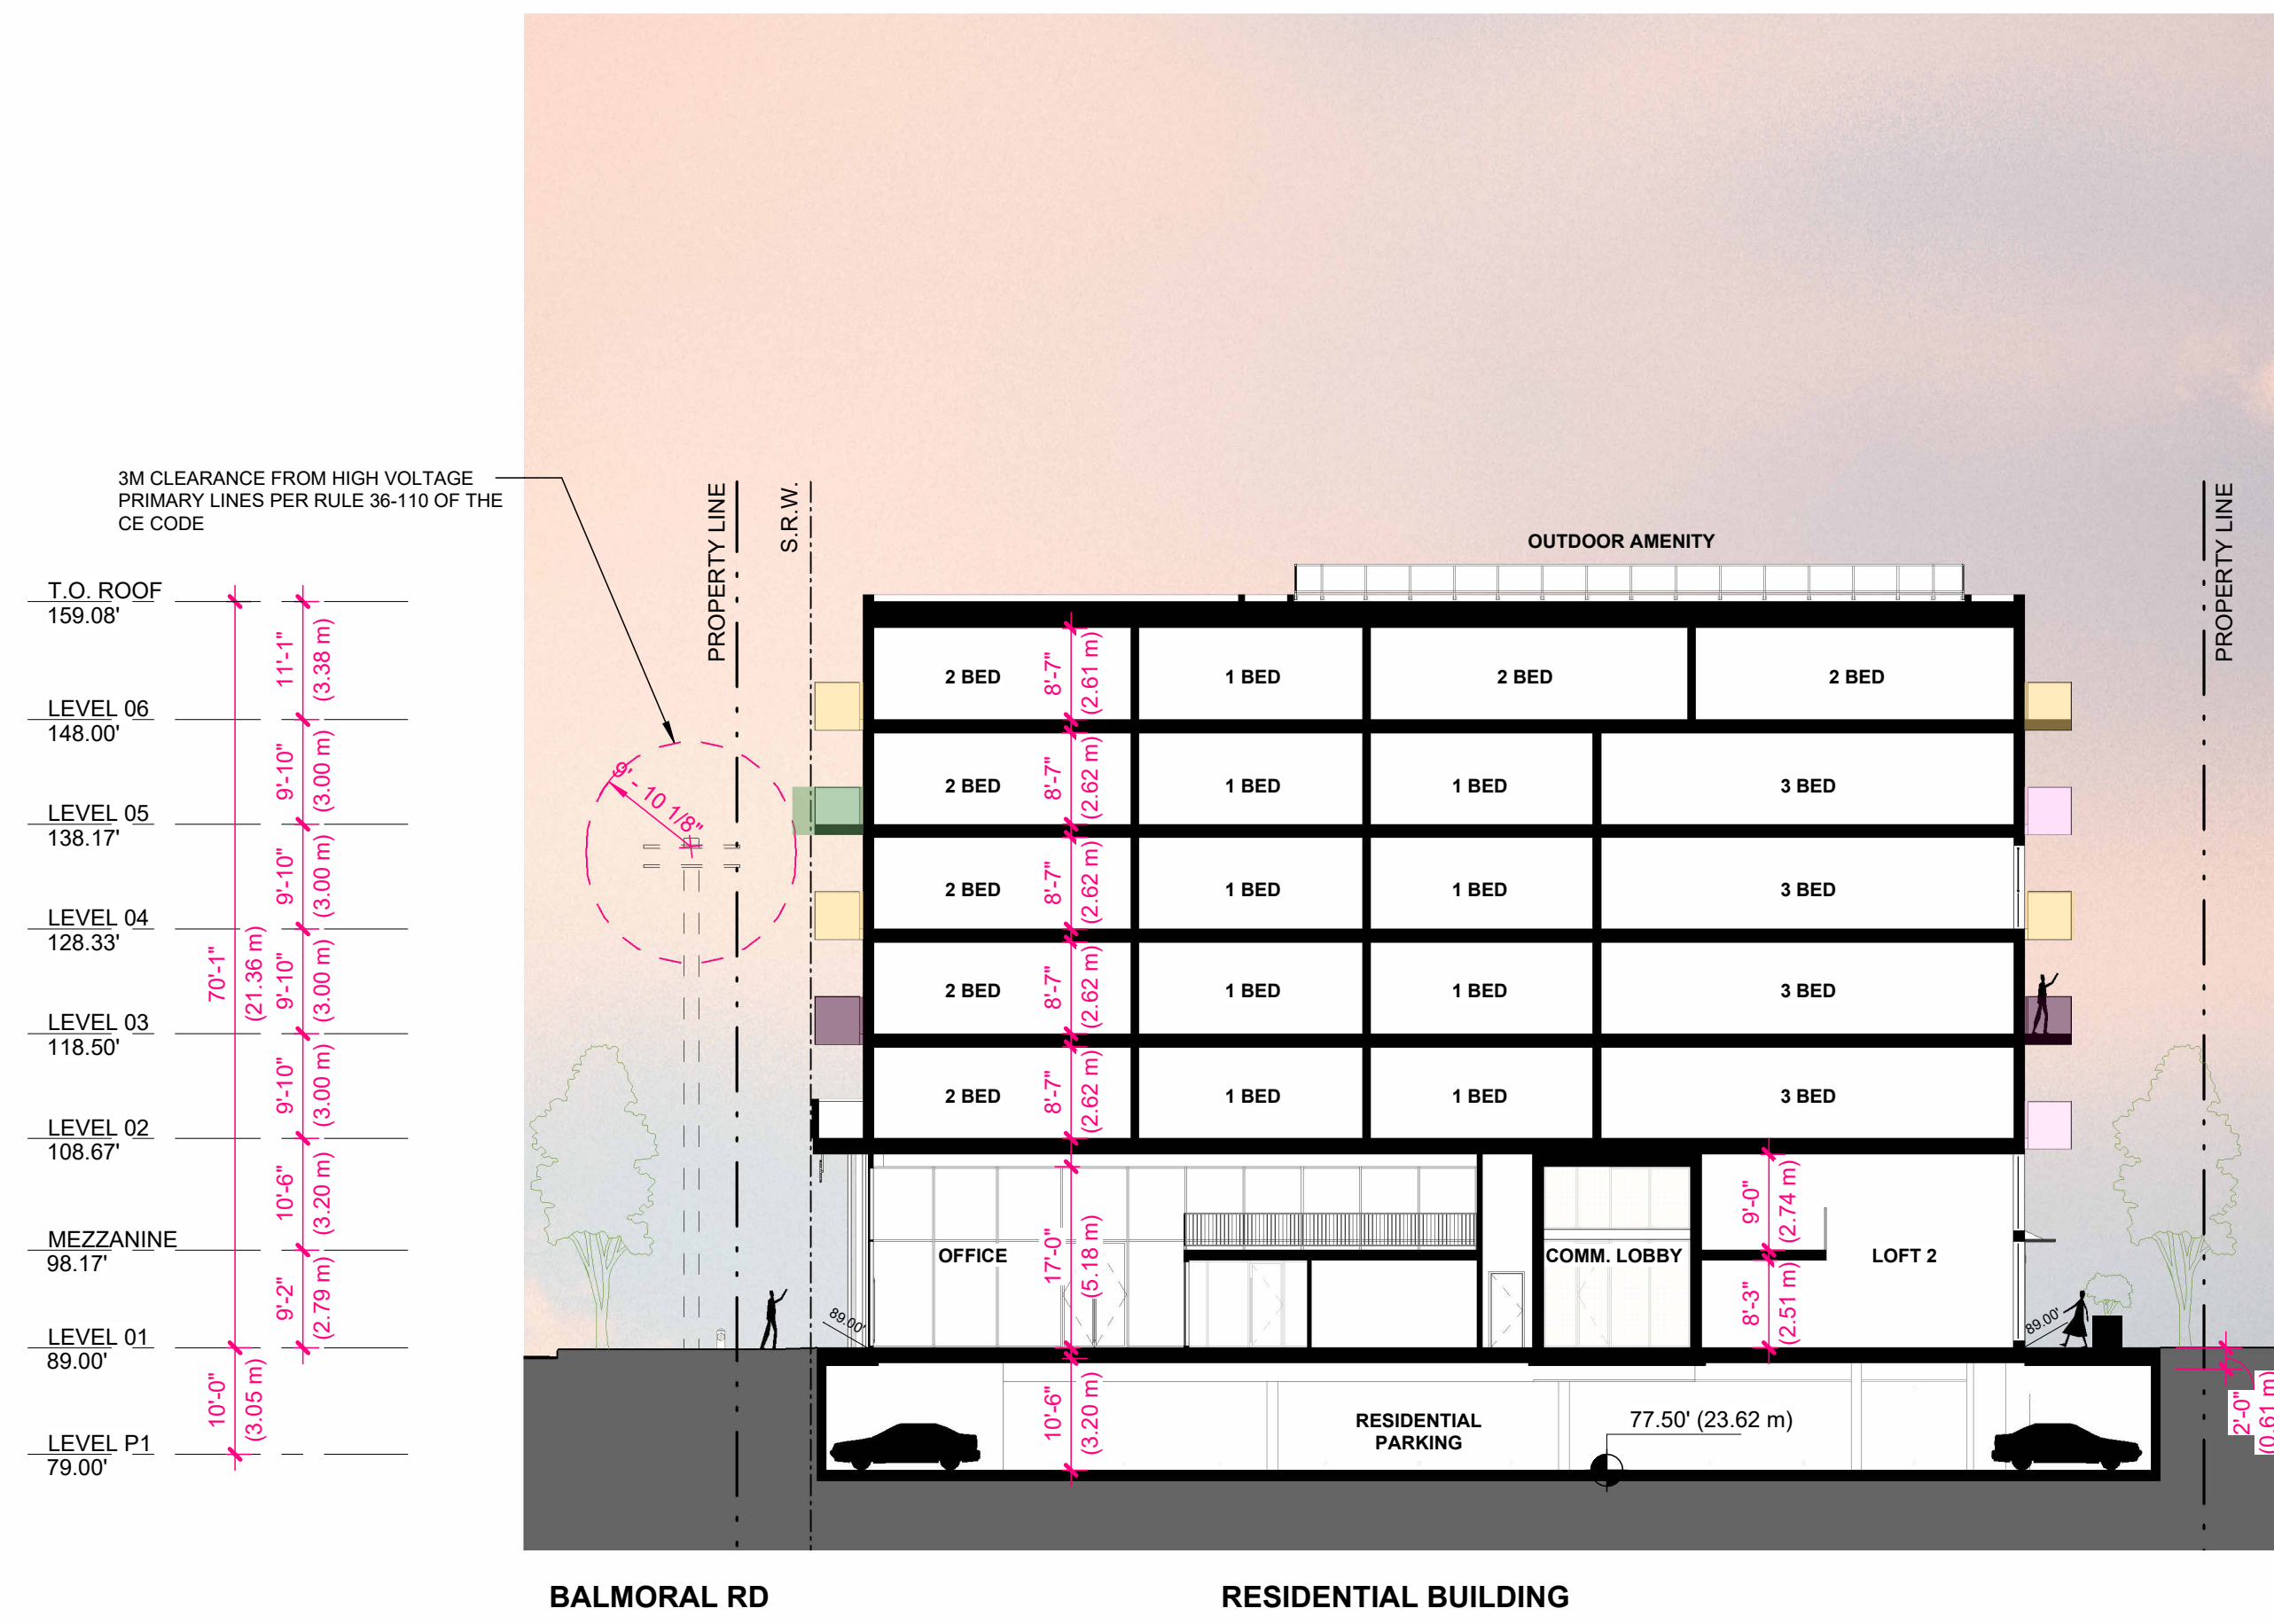 3M CLEARANCE FROM HIGH VOLTAGE
PRIMARY LINES PER RULE 36-110 OF THE
CE CODE
PROPERTY LINE
S.R.W.
PROPERTY LINE
OUTDOOR AMENITY
T.O. ROOF
159.08'
11'-1"
(3.38 m)
LEVEL 06
148.00'
9'-10"
(3.00 m)
LEVEL 05
138.17'
9'-10"
(3.00 m)
LEVEL 04
128.33'
9'-10"
(3.00 m)
LEVEL 03
118.50'
9'-10"
(3.00 m)
LEVEL 02
108.67'
10'-6"
(3.20 m)
MEZZANINE
98.17'
9'-2"
(2.79 m)
LEVEL 01
89.00'
10'-0"
(3.05 m)
LEVEL P1
79.00'
70'-1"
(21.36 m)
9' - 10 1/8"
2 BED
8'-7"
(2.61 m)
1 BED
2 BED
2 BED
2 BED
8'-7"
(2.62 m)
1 BED
1 BED
3 BED
2 BED
8'-7"
(2.62 m)
1 BED
1 BED
3 BED
2 BED
8'-7"
(2.62 m)
1 BED
1 BED
3 BED
2 BED
8'-7"
(2.62 m)
1 BED
1 BED
3 BED
OFFICE
17'-0"
(5.18 m)
COMM. LOBBY
9'-0"
(2.74 m)
8'-3"
(2.51 m)
LOFT 2
89.00'
89.00'
10'-6"
(3.20 m)
RESIDENTIAL
PARKING
77.50' (23.62 m)
2'-0"
(0.61 m)
BALMORAL RD
RESIDENTIAL BUILDING